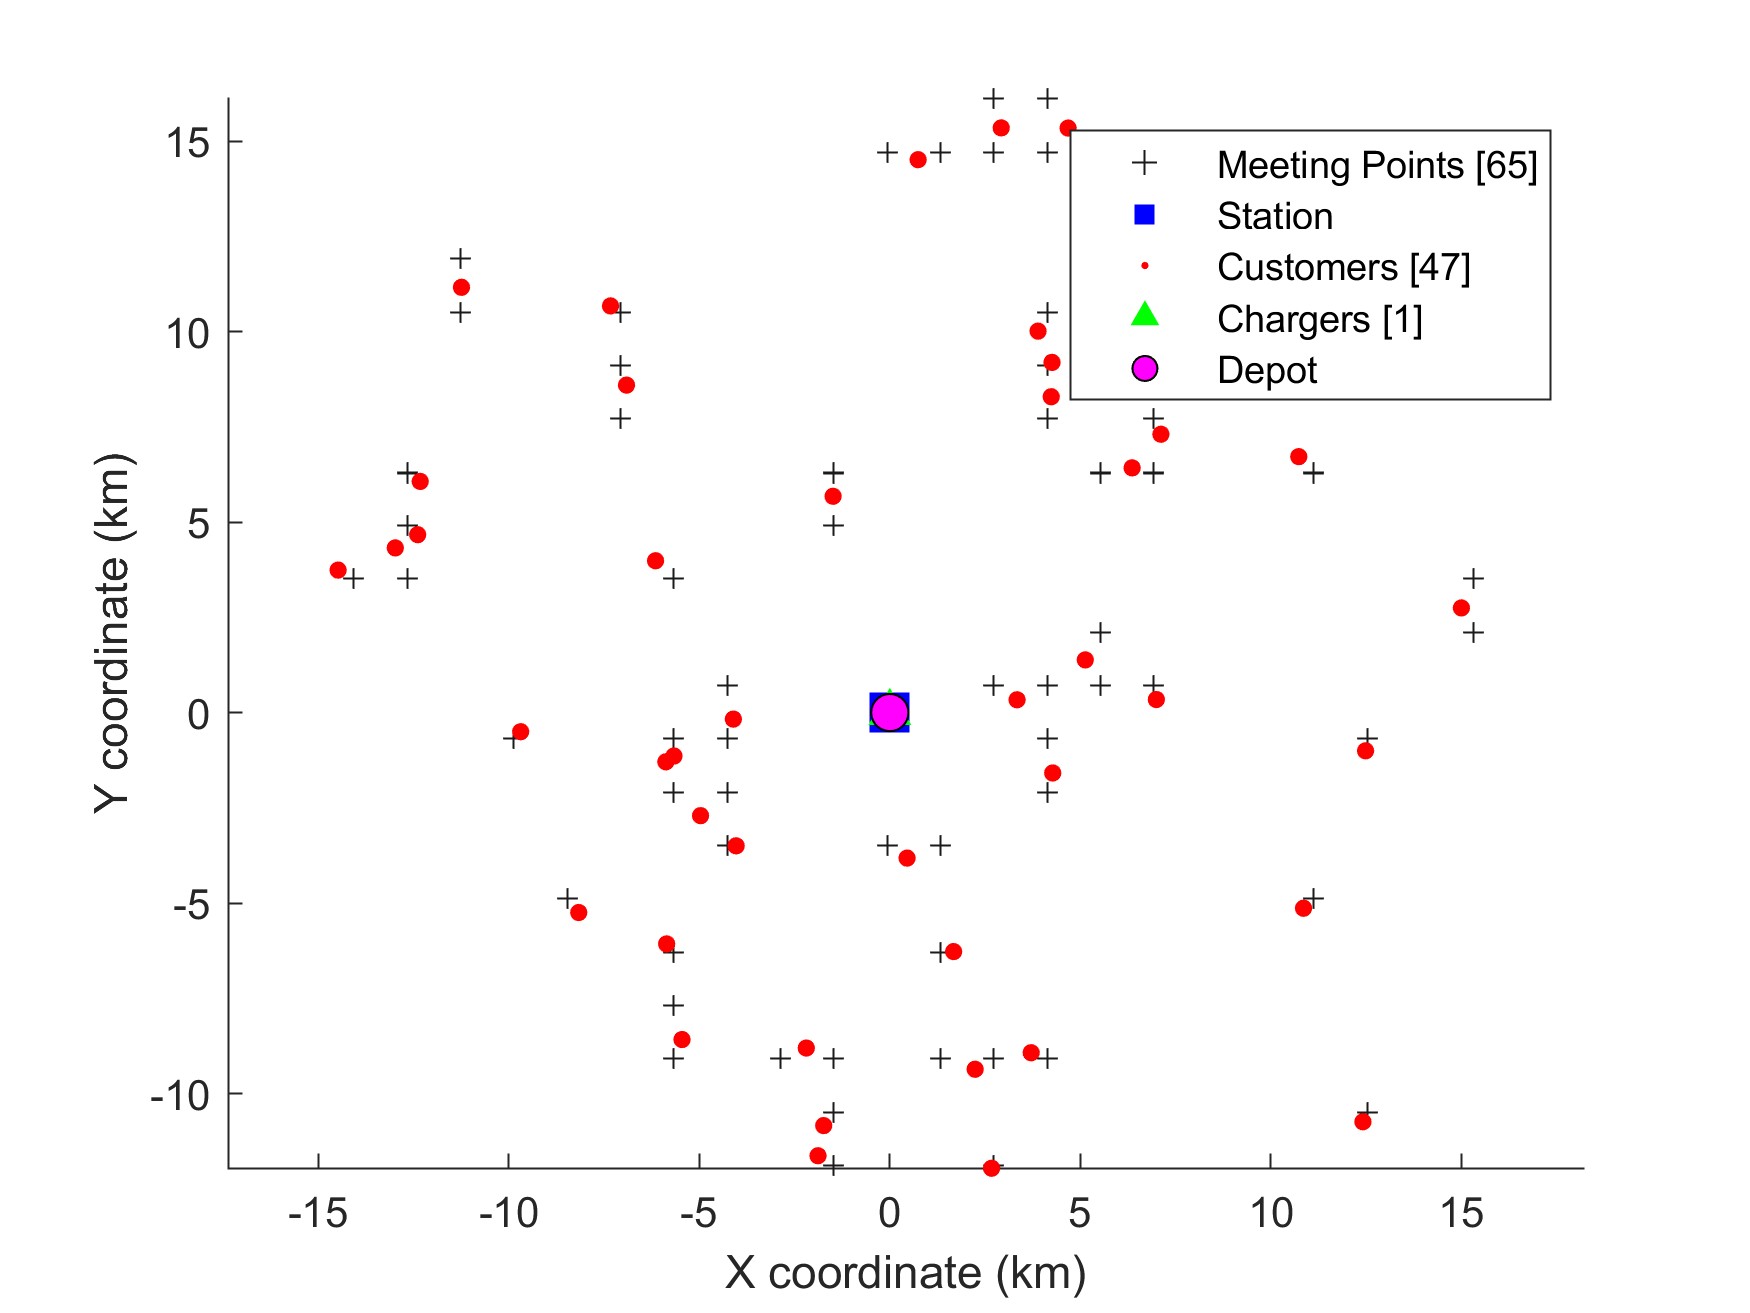 15
10
5
0
-5
-10
Y coordinate (km)
Meeting Points [65]
Station
Customers [47]
Chargers [1]
Depot
-15 -10 -5 0 5 10 15
X coordinate (km)